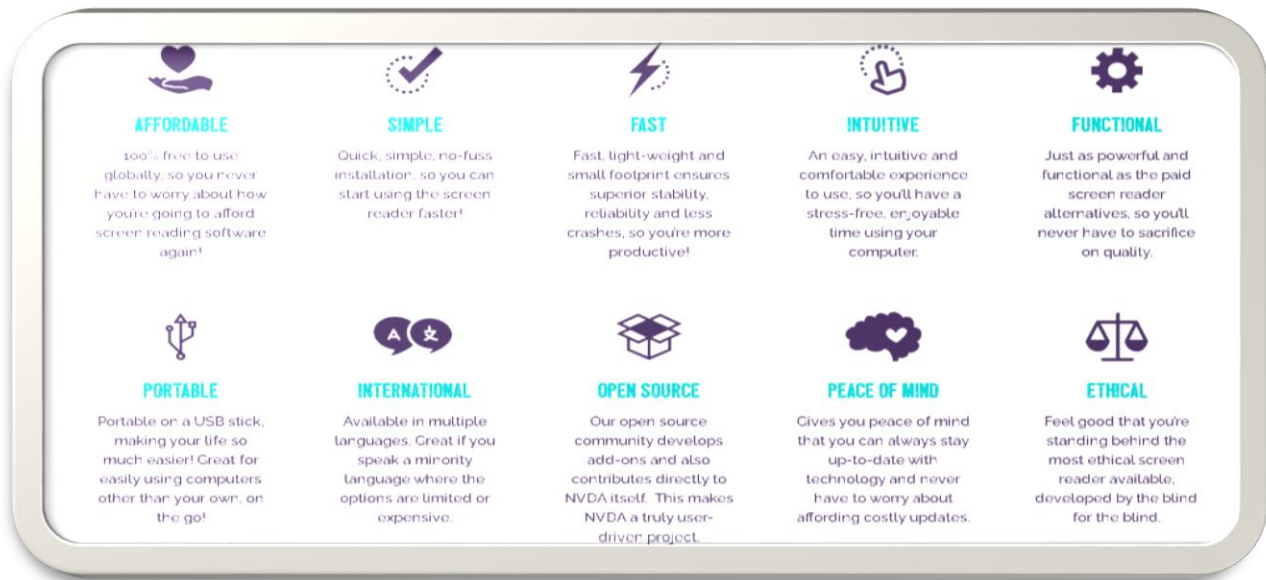 AFFORDABLE
100% free to use
globally, so you never
have to worry about how
you're going to afford
screen reading software
again!
SIMPLE
Quick, simple, no-fuss
installation, so you can
start using the screen
reader faster!
FAST
Fast, light-weight and
small footprint ensures
superior stability,
reliability and less
crashes, so you're more
productive!
INTUITIVE
An easy, intuitive and
comfortable experience
to use, so you'll have a
stress-free, enjoyable
time using your
computer.
FUNCTIONAL
Just as powerful and
functional as the paid
screen reader
alternatives, so you'll
never have to sacrifice
on quality.
PORTABLE
Portable on a USB stick,
making your life so
much easier! Great for
easily using computers
other than your own, on
the go!
A 文
INTERNATIONAL
Available in multiple
languages. Great if you
speak a minority
language where the
options are limited or
expensive.
OPEN SOURCE
Our open source
community develops
add-ons and also
contributes directly to
NVDA itself. This makes
NVDA a truly user-
driven project.
PEACE OF MIND
Gives you peace of mind
that you can always stay
up-to-date with
technology and never
have to worry about
affording costly updates.
ETHICAL
Feel good that you're
standing behind the
most ethical screen
reader available,
developed by the blind
for the blind.